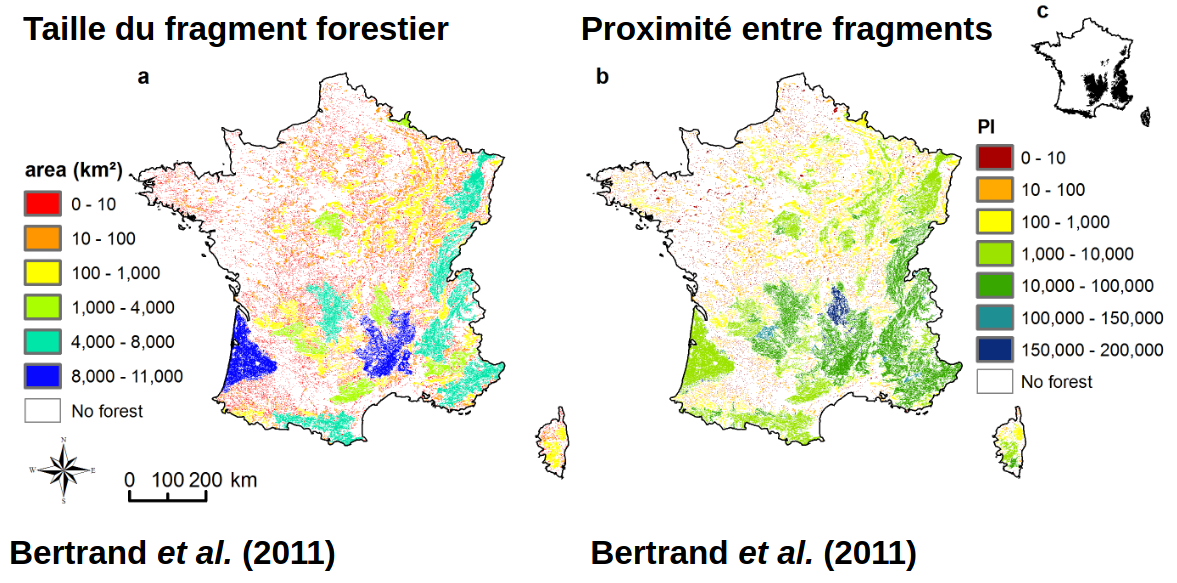 Taille du fragment forestier
Proximité entre fragments
c
a
b
area (km²)
0 - 10
10 - 100
100 - 1,000
1,000 - 4,000
4,000 - 8,000
8,000 - 11,000
No forest
N
W
E
S
0 100 200 km
PI
0 - 10
10 - 100
100 - 1,000
1,000 - 10,000
10,000 - 100,000
100,000 - 150,000
150,000 - 200,000
No forest
Bertrand et al. (2011)
Bertrand et al. (2011)